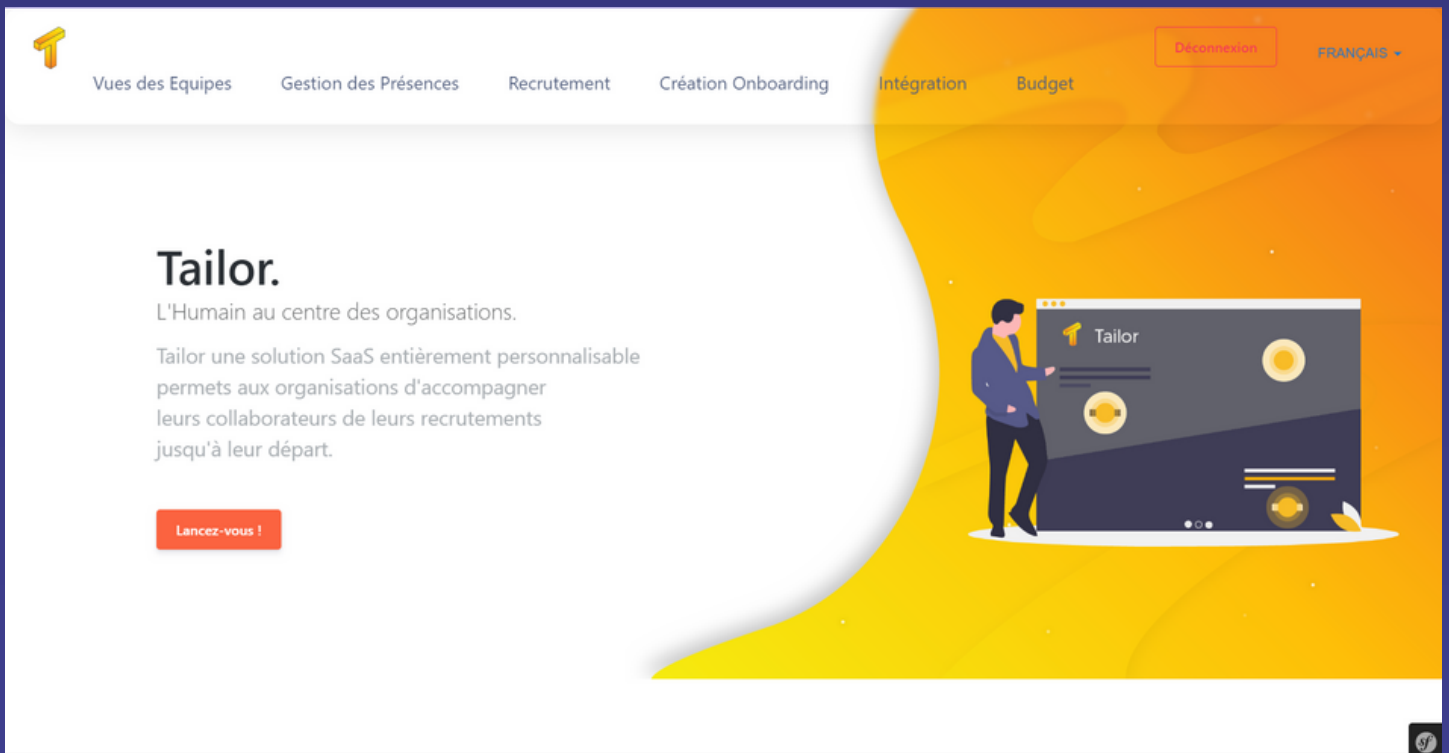 Déconnexion
FRANÇAIS
Vues des Equipes Gestion des Présences Recrutement Création Onboarding Intégration Budget
Tailor.
L'Humain au centre des organisations.
Tailor une solution SaaS entièrement personnalisable
permets aux organisations d'accompagner
leurs collaborateurs de leurs recrutements
jusqu'à leur départ.
Lancez-vous !
Tailor
sf